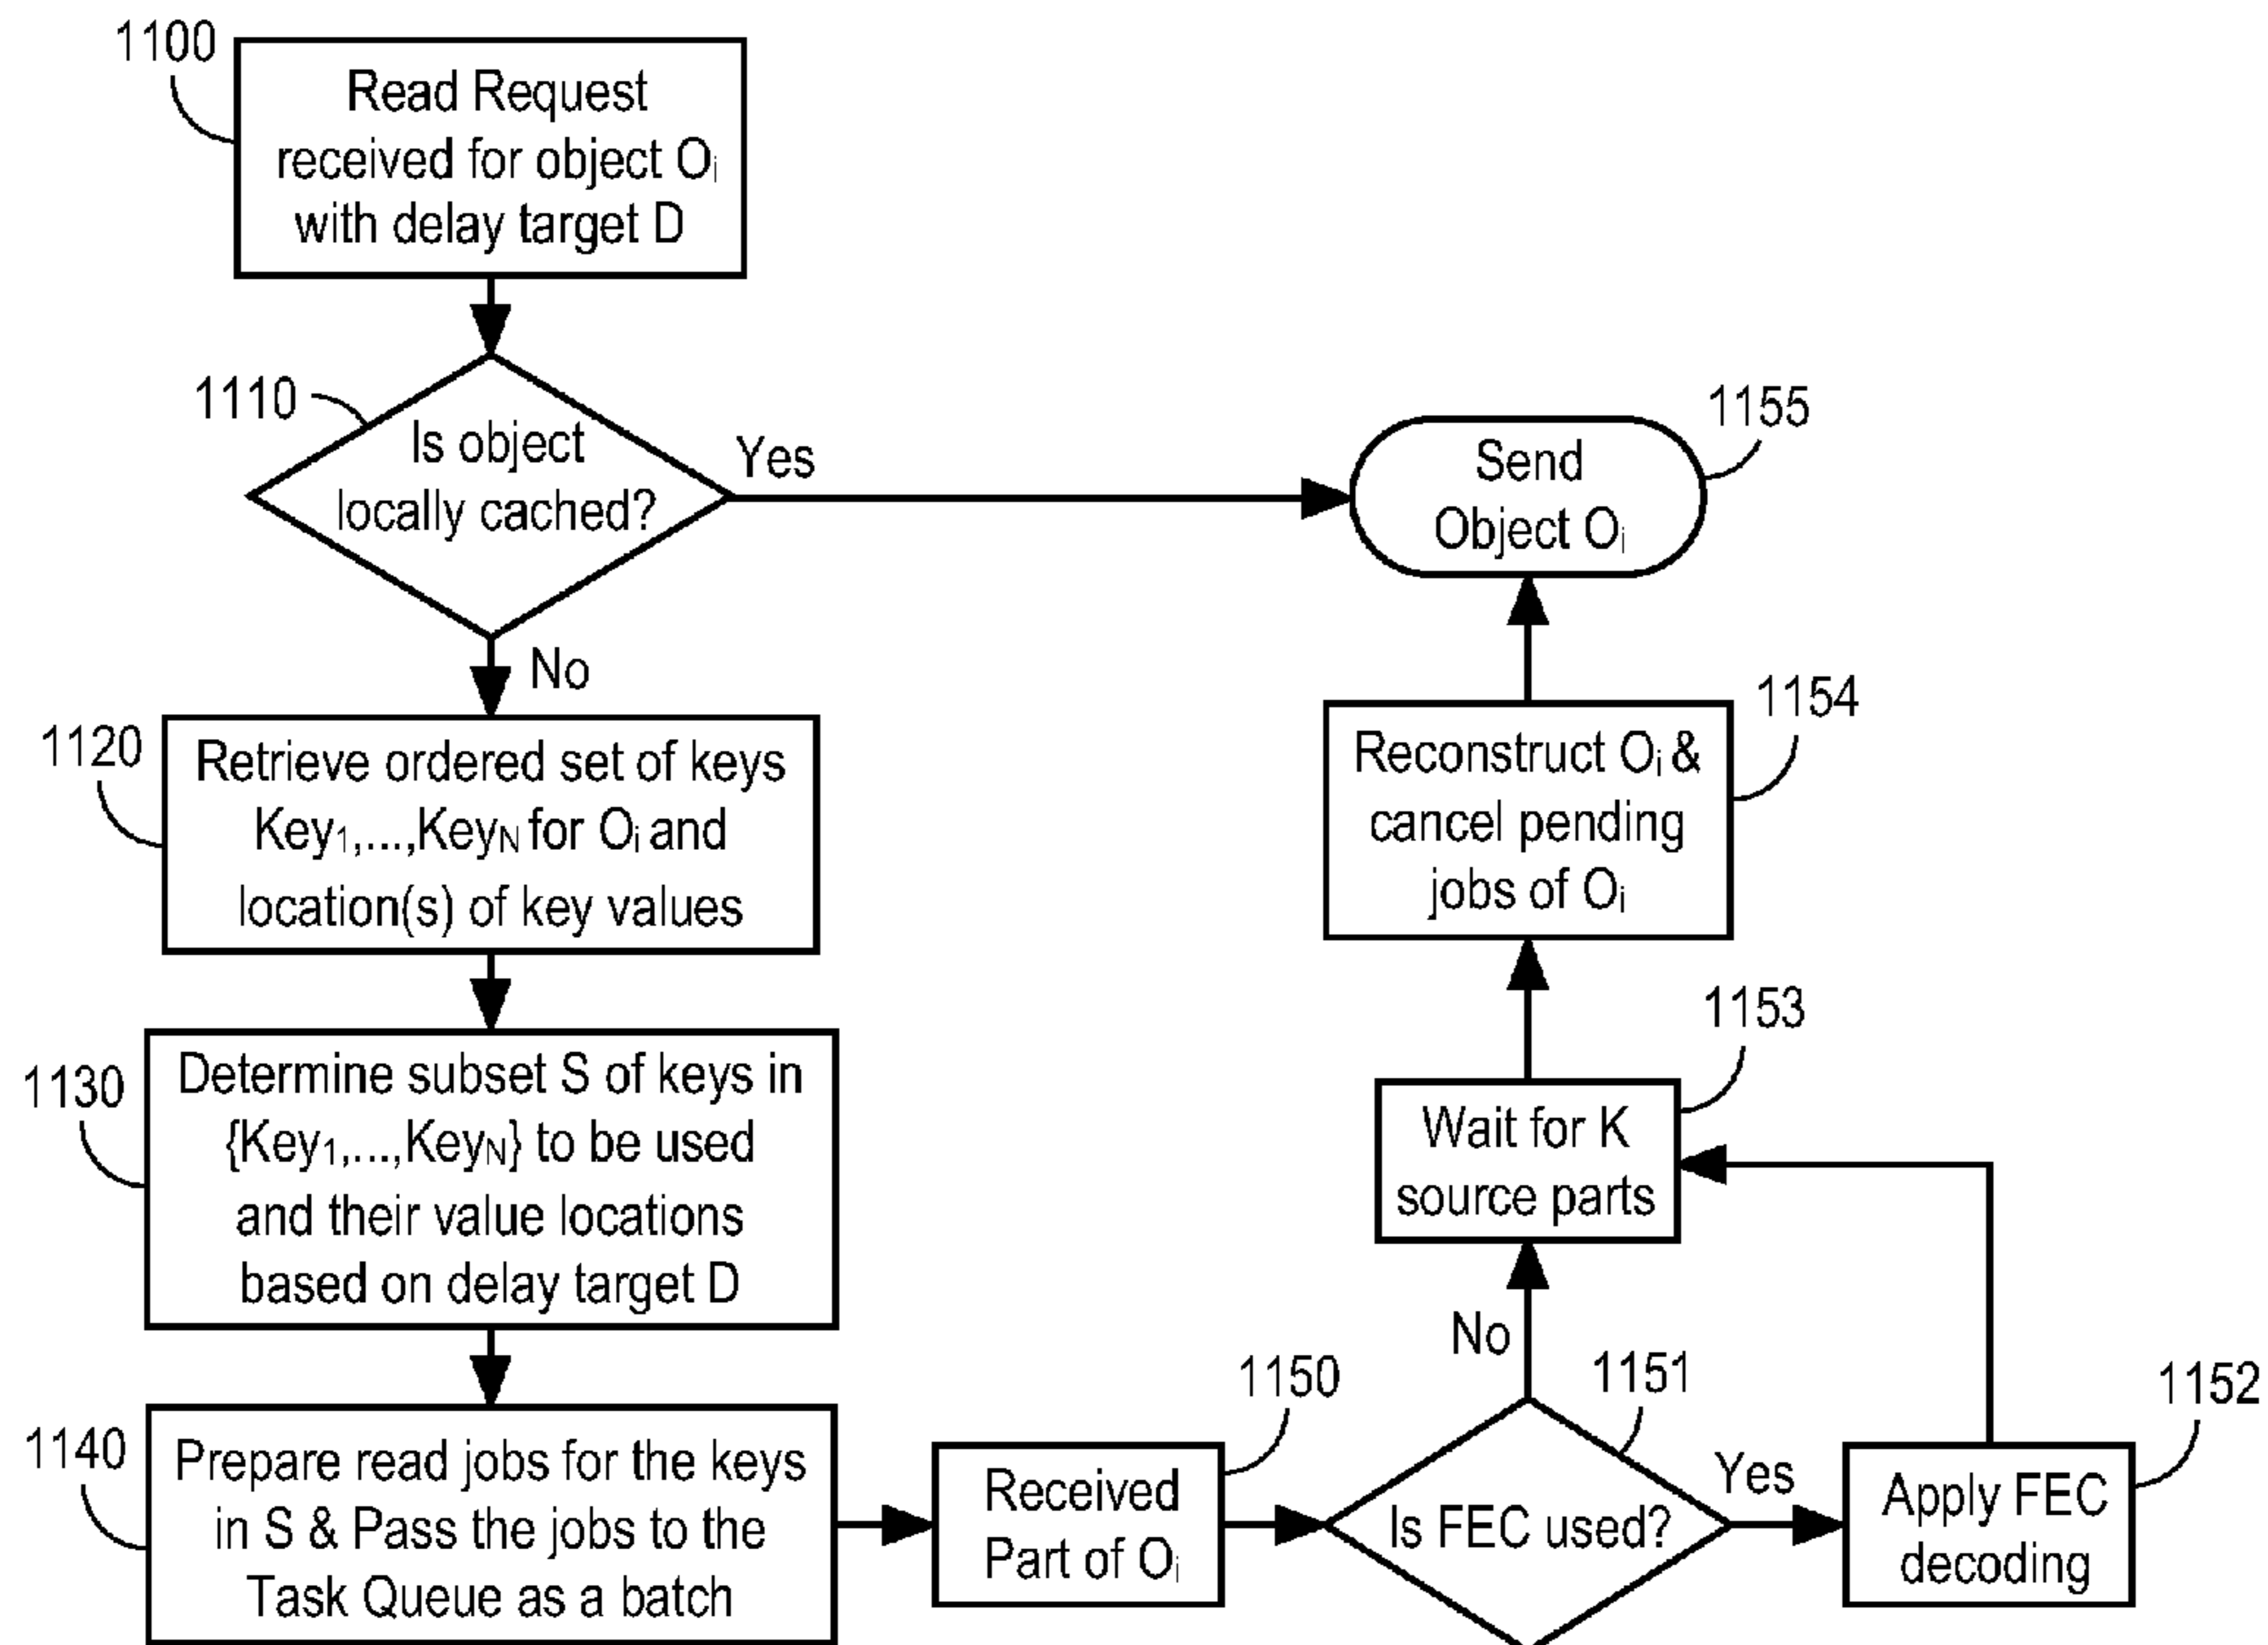 1100
Read Request
received for object Oi
with delay target D
1110
Is object
locally cached?
Yes
No
1155
Send
Object Oi
1120
Retrieve ordered set of keys
Key1,...,KeyN for Oi and
location(s) of key values
1154
Reconstruct Oi &
cancel pending
jobs of Oi
1130
Determine subset S of keys in
{Key1,...,KeyN} to be used
and their value locations
based on delay target D
1153
Wait for K
source parts
No
1140
Prepare read jobs for the keys
in S & Pass the jobs to the
Task Queue as a batch
1150
Received
Part of Oi
1151
Is FEC used?
Yes
1152
Apply FEC
decoding